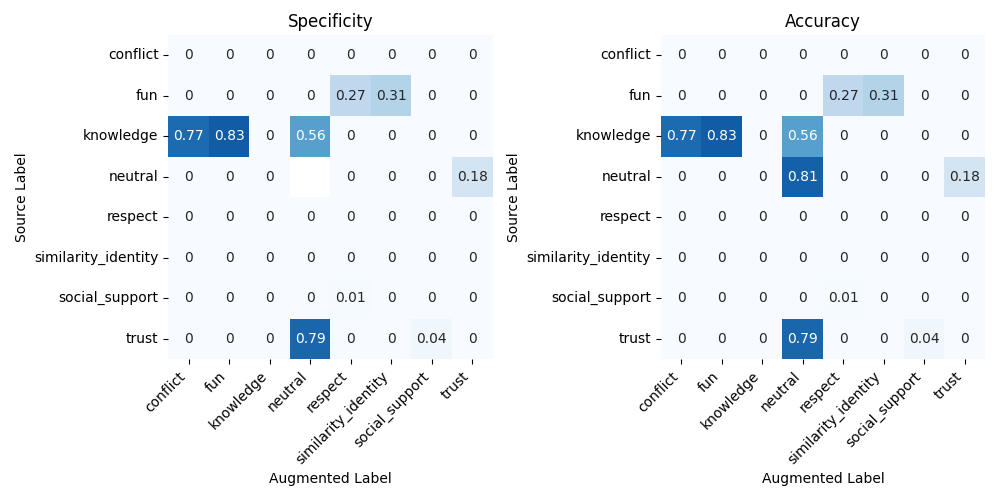 Specificity
Source Label
conflict 0 0 0 0 0 0 0 0
fun 0 0 0 0 0.27 0.31 0 0
knowledge 0.77 0.83 0 0.56 0 0 0 0
neutral 0 0 0 0 0 0 0.18
respect 0 0 0 0 0 0 0 0
similarity_identity 0 0 0 0 0 0 0 0
social_support 0 0 0 0 0.01 0 0 0
trust 0 0 0 0.79 0 0 0.04 0
conflict fun knowledge neutral respect similarity_identity social_support trust
Augmented Label
Accuracy
Source Label
conflict 0 0 0 0 0 0 0 0
fun 0 0 0 0 0.27 0.31 0 0
knowledge 0.77 0.83 0 0.56 0 0 0 0
neutral 0 0 0 0.81 0 0 0 0.18
respect 0 0 0 0 0 0 0 0
similarity_identity 0 0 0 0 0 0 0 0
social_support 0 0 0 0 0.01 0 0 0
trust 0 0 0 0.79 0 0 0.04 0
conflict fun knowledge neutral respect similarity_identity social_support trust
Augmented Label